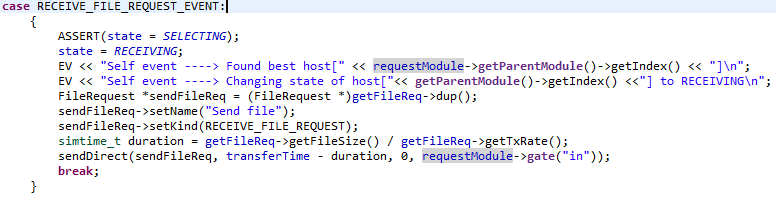 case RECEIVE_FILE_REQUEST_EVENT:
{
ASSERT(state = SELECTING);
state = RECEIVING;
EV << "Self event ----> Found best host[" << requestModule->getParentModule()->getIndex() << "]\n";
EV << "Self event ----> Changing state of host["<< getParentModule()->getIndex() <<"] to RECEIVING\n";
FileRequest *sendFileReq = (FileRequest *)getFileReq->dup();
sendFileReq->setName("Send file");
sendFileReq->setKind(RECEIVE_FILE_REQUEST);
simtime_t duration = getFileReq->getFileSize() / getFileReq->getTxRate();
sendDirect(sendFileReq, transferTime - duration, 0, requestModule->gate("in"));
break;
}